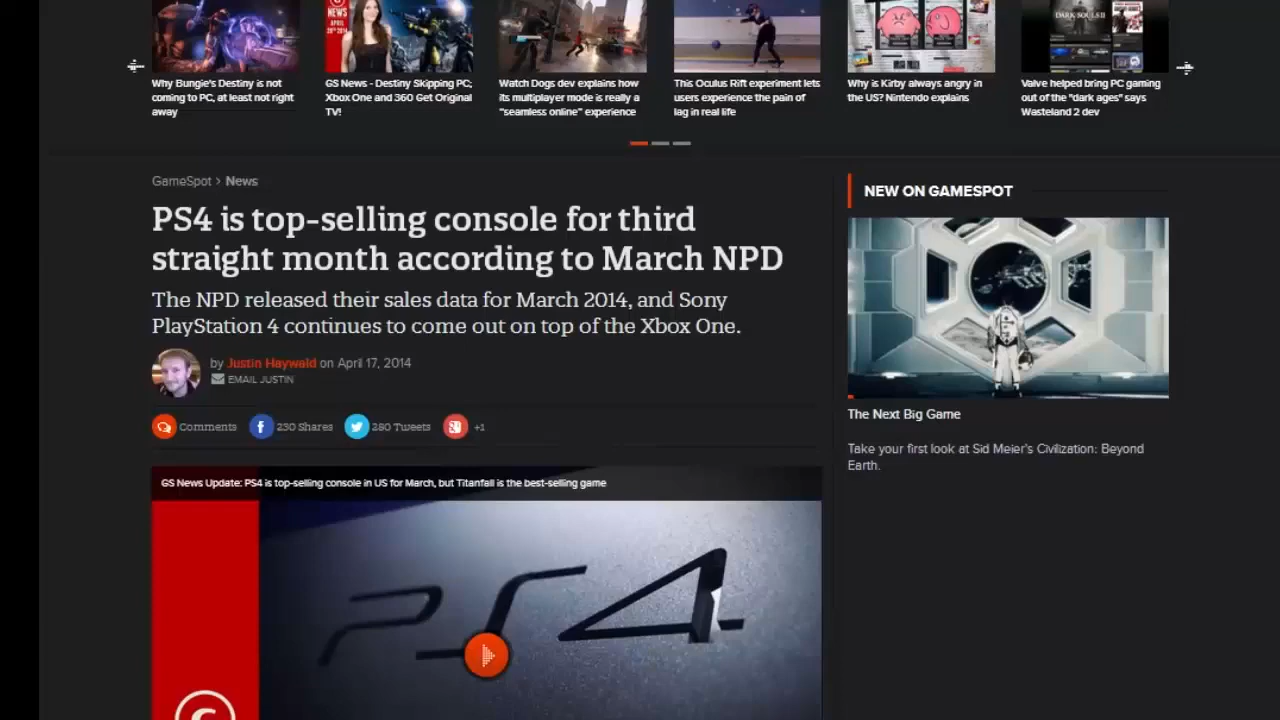 NEWS
APRIL
DARK SOULS II
Why Bungie's Destiny is not
coming to PC, at least not right
away
GS News - Destiny Skipping PC;
Xbox One and 360 Get Original
TV!
Watch Dogs dev explains how
its multiplayer mode is really a
"seamless online" experience
This Oculus Rift experiment lets
users experience the pain of
lag in real life
Why is Kirby always angry in
the US? Nintendo explains
Valve helped bring PC gaming
out of the "dark ages" says
Wasteland 2 dev
GameSpot > News
PS4 is top-selling console for third
straight month according to March NPD
The NPD released their sales data for March 2014, and Sony
PlayStation 4 continues to come out on top of the Xbox One.
by Justin Haywald on April 17, 2014
EMAIL JUSTIN
Comments
230 Shares
280 Tweets
+1
GS News Update: PS4 is top-selling console in US for March, but Titanfall is the best-selling game
PS4
NEW ON GAMESPOT
The Next Big Game
Take your first look at Sid Meier's Civilization: Beyond
Earth.